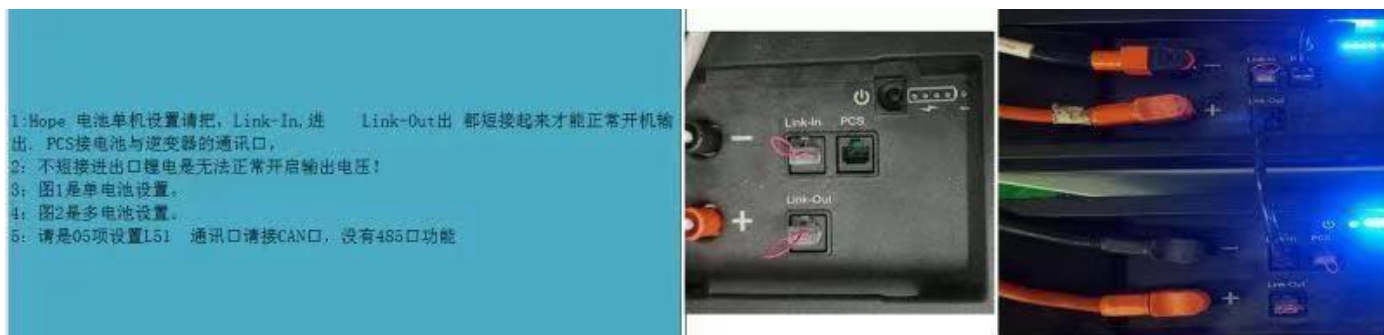 1:Hope 电池单机设置请把，Link-In,进 Link-Out出 都短接起来才能正常开机输
出. PCS接电池与逆变器的通讯口，
2：不短接进出口锂电是无法正常开启输出电压！
3：图1是单电池设置。
4：图2是多电池设置。
5：请是05项设置L51 通讯口请接CAN口，没有485口功能
Link-In PCS
Link-Out
Link-In
Link-Out
PCS
Link-Out